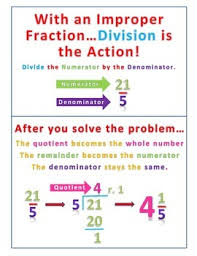 With an Improper
Fraction...Division is
the Action!
Divide the Numerator by the Denominator.
Numerator
21
Denominator
5
After you solve the problem...
The quotient becomes the whole number
The remainder becomes the numerator
The denominator stays the same.
Quotient 4 r. 1
21/5 → 5)21 → 4 1/5
20
1